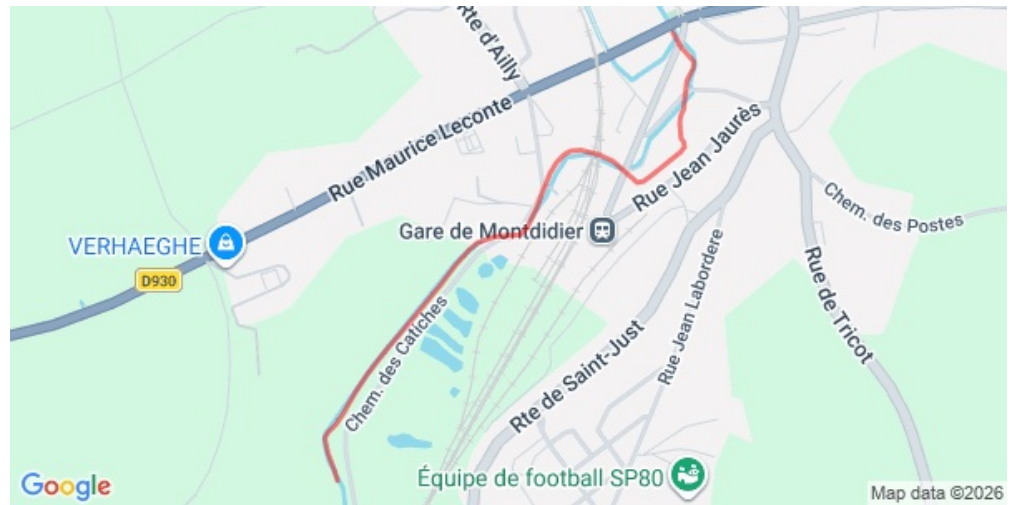 Rte d'Ailly
Rue Maurice Leconte
Rue Jean Jaurès
Chem. des Postes
Gare de Montdidier
VERHAEGHE
D930
Rue Jean Labordere
Rue de Tricot
Chem. des Catiches
Rte de Saint-Just
Équipe de football SP80
Google
Map data ©2026